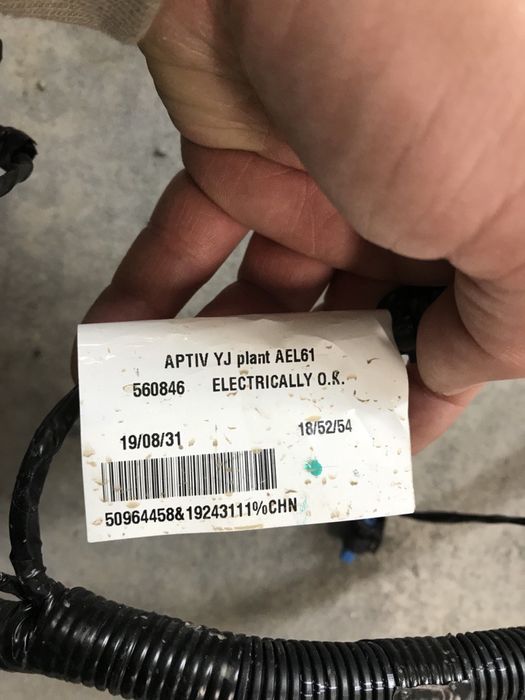 APTIV YJ plant AEL61
560846 ELECTRICALLY O.K.
19/08/31 18/52/54
50964458&19243111%CHN